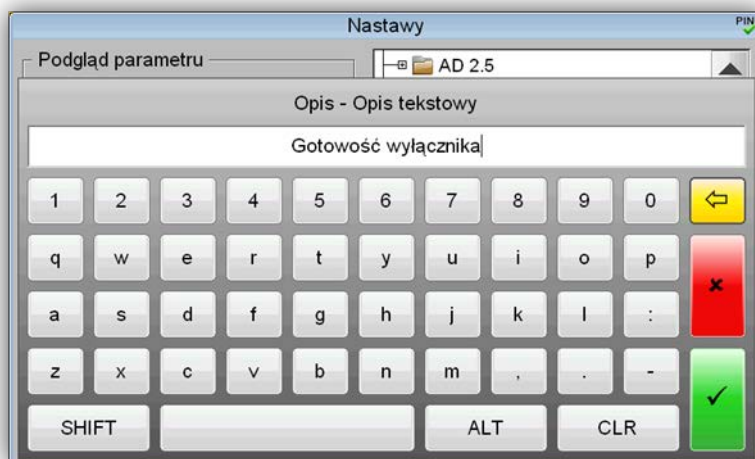 Nastawy PIN
Podgląd parametru AD 2.5
Opis - Opis tekstowy
Gotowość wyłącznika
1 2 3 4 5 6 7 8 9 0
q w e r t y u i o p
a s d f g h j k l :
z x c v b n m , . -
SHIFT ALT CLR